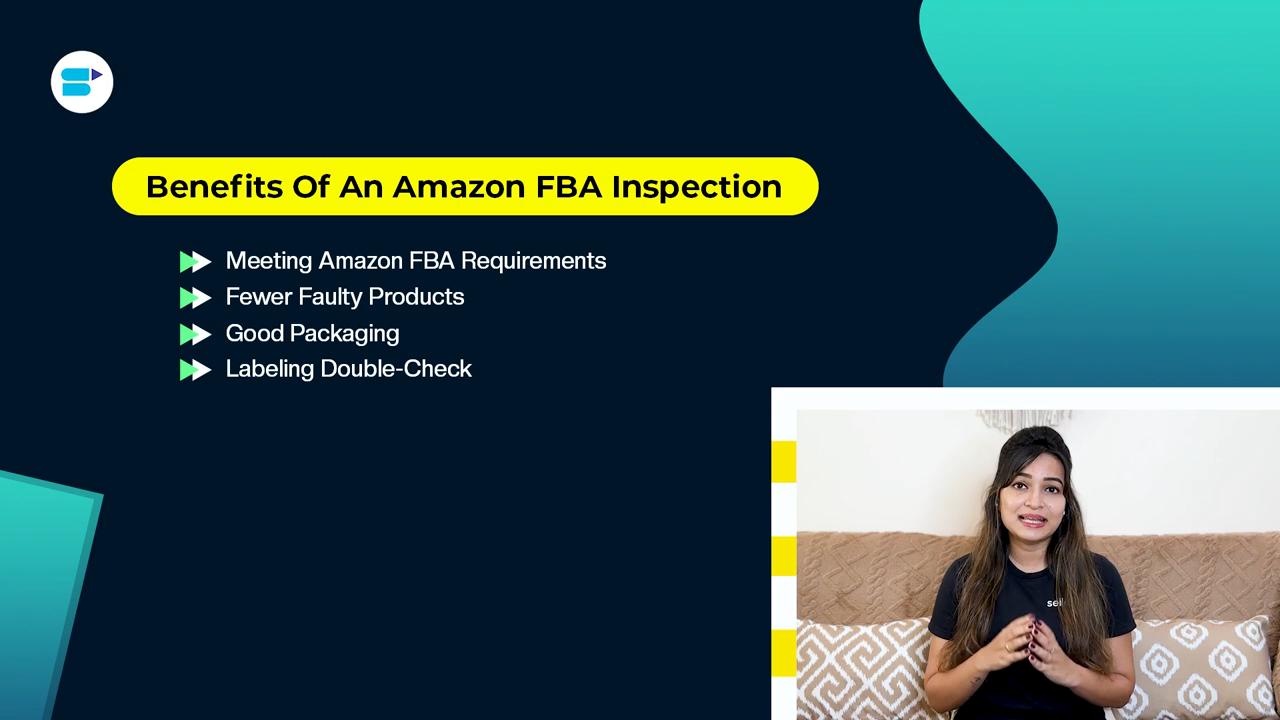 Benefits Of An Amazon FBA Inspection
Meeting Amazon FBA Requirements
Fewer Faulty Products
Good Packaging
Labeling Double-Check